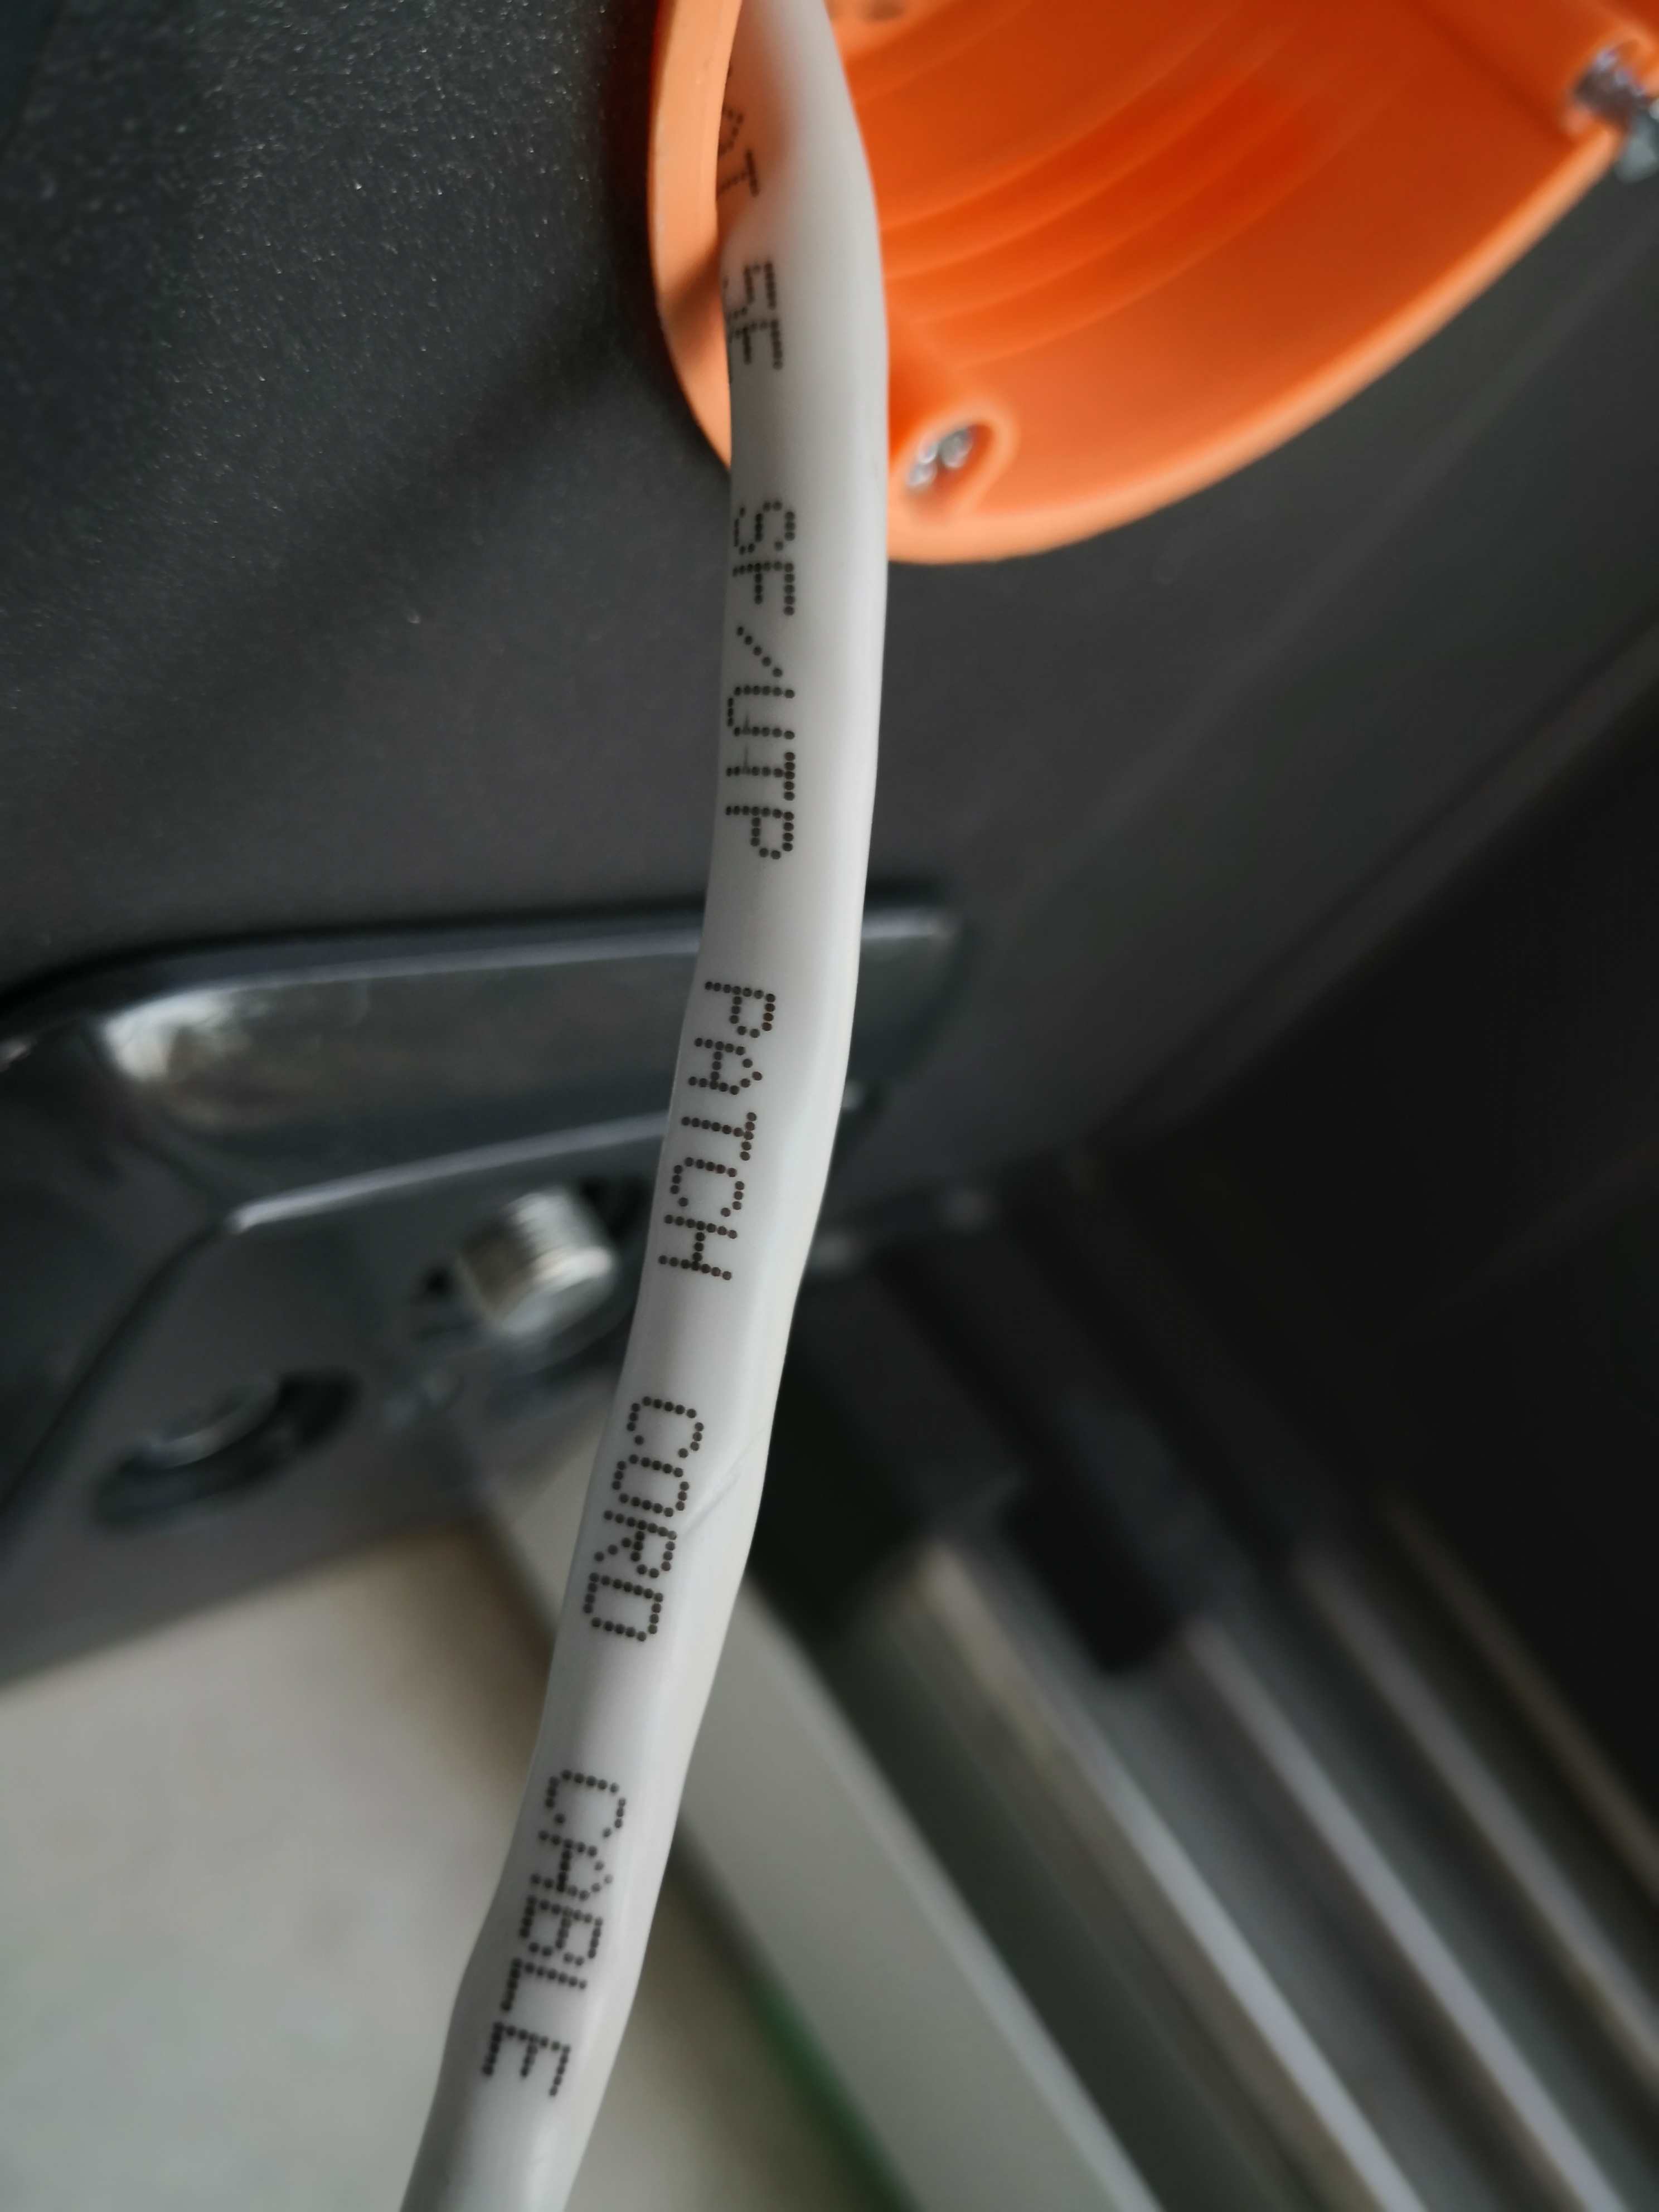 5E SF/UTP PATCH CORD CABLE